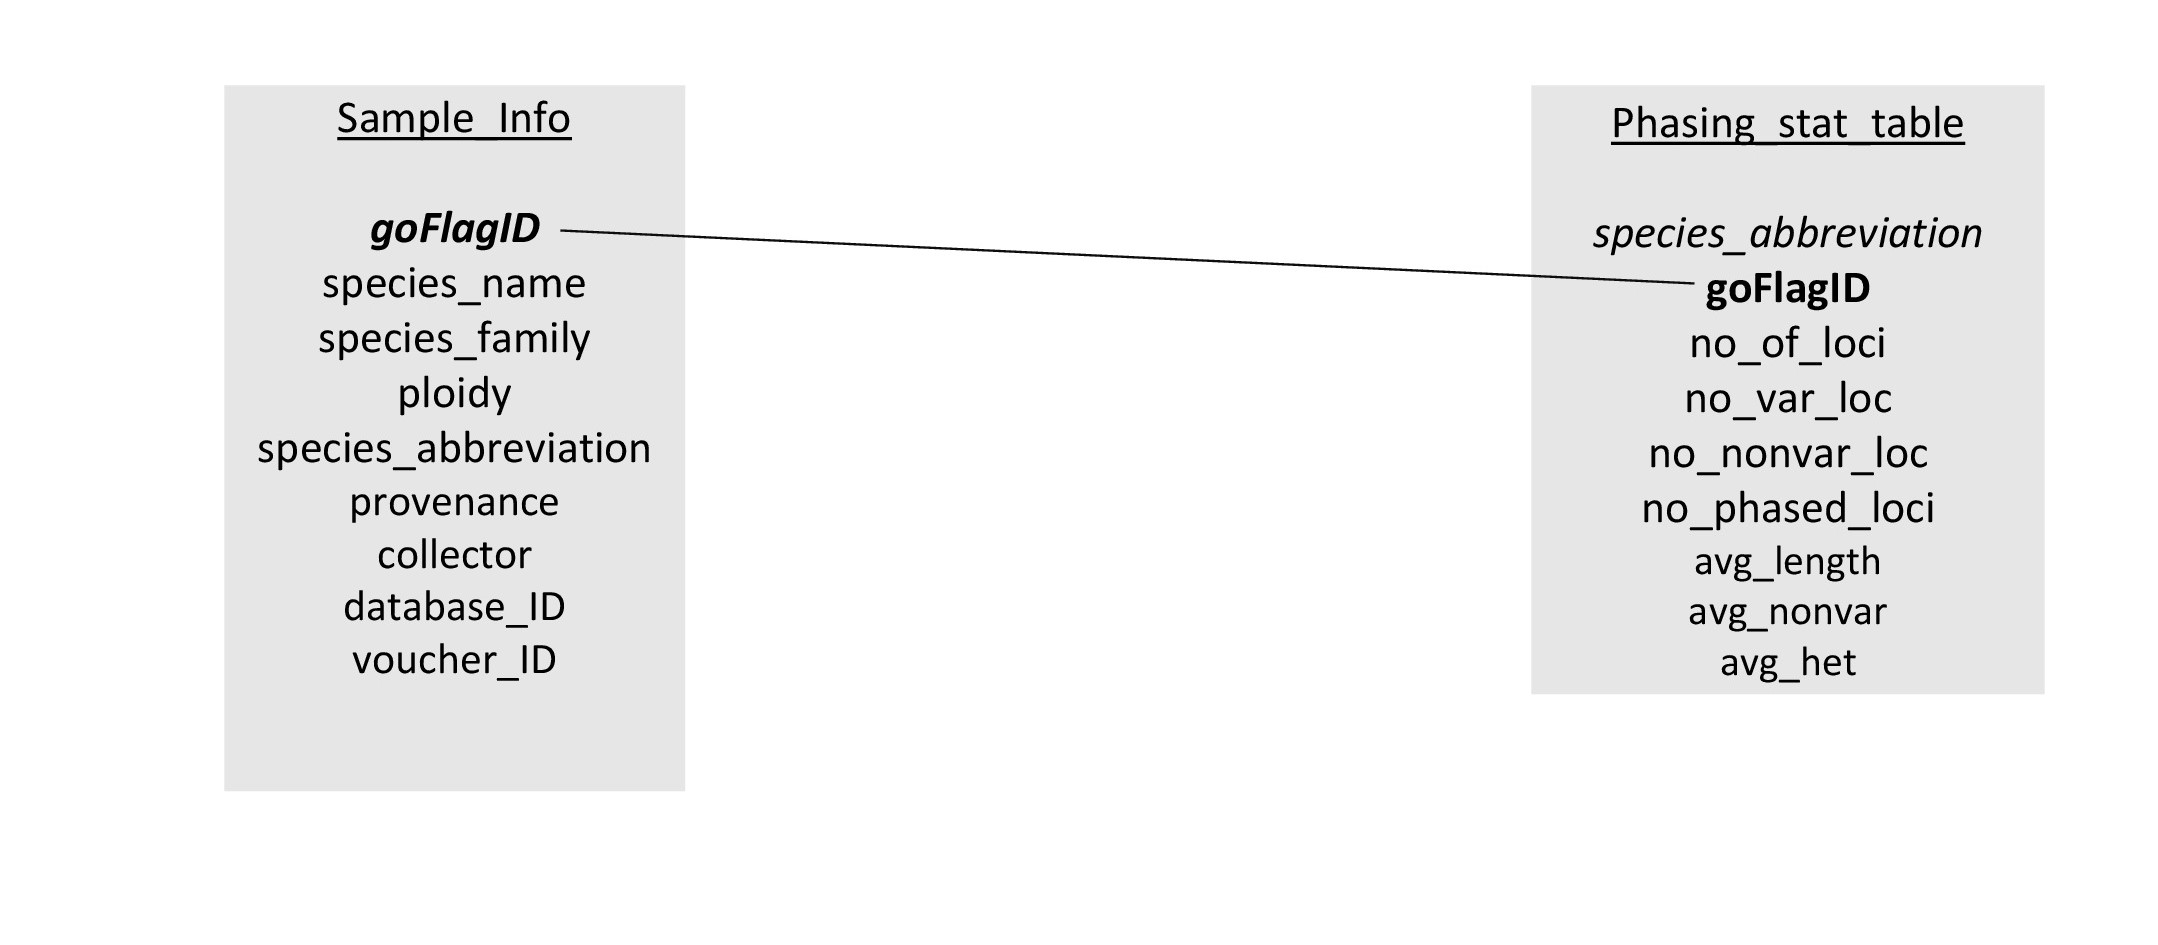 Sample_Info
goFlagID
species_name
species_family
ploidy
species_abbreviation
provenance
collector
database_ID
voucher_ID
Phasing_stat_table
species_abbreviation
goFlagID
no_of_loci
no_var_loc
no_nonvar_loc
no_phased_loci
avg_length
avg_nonvar
avg_het